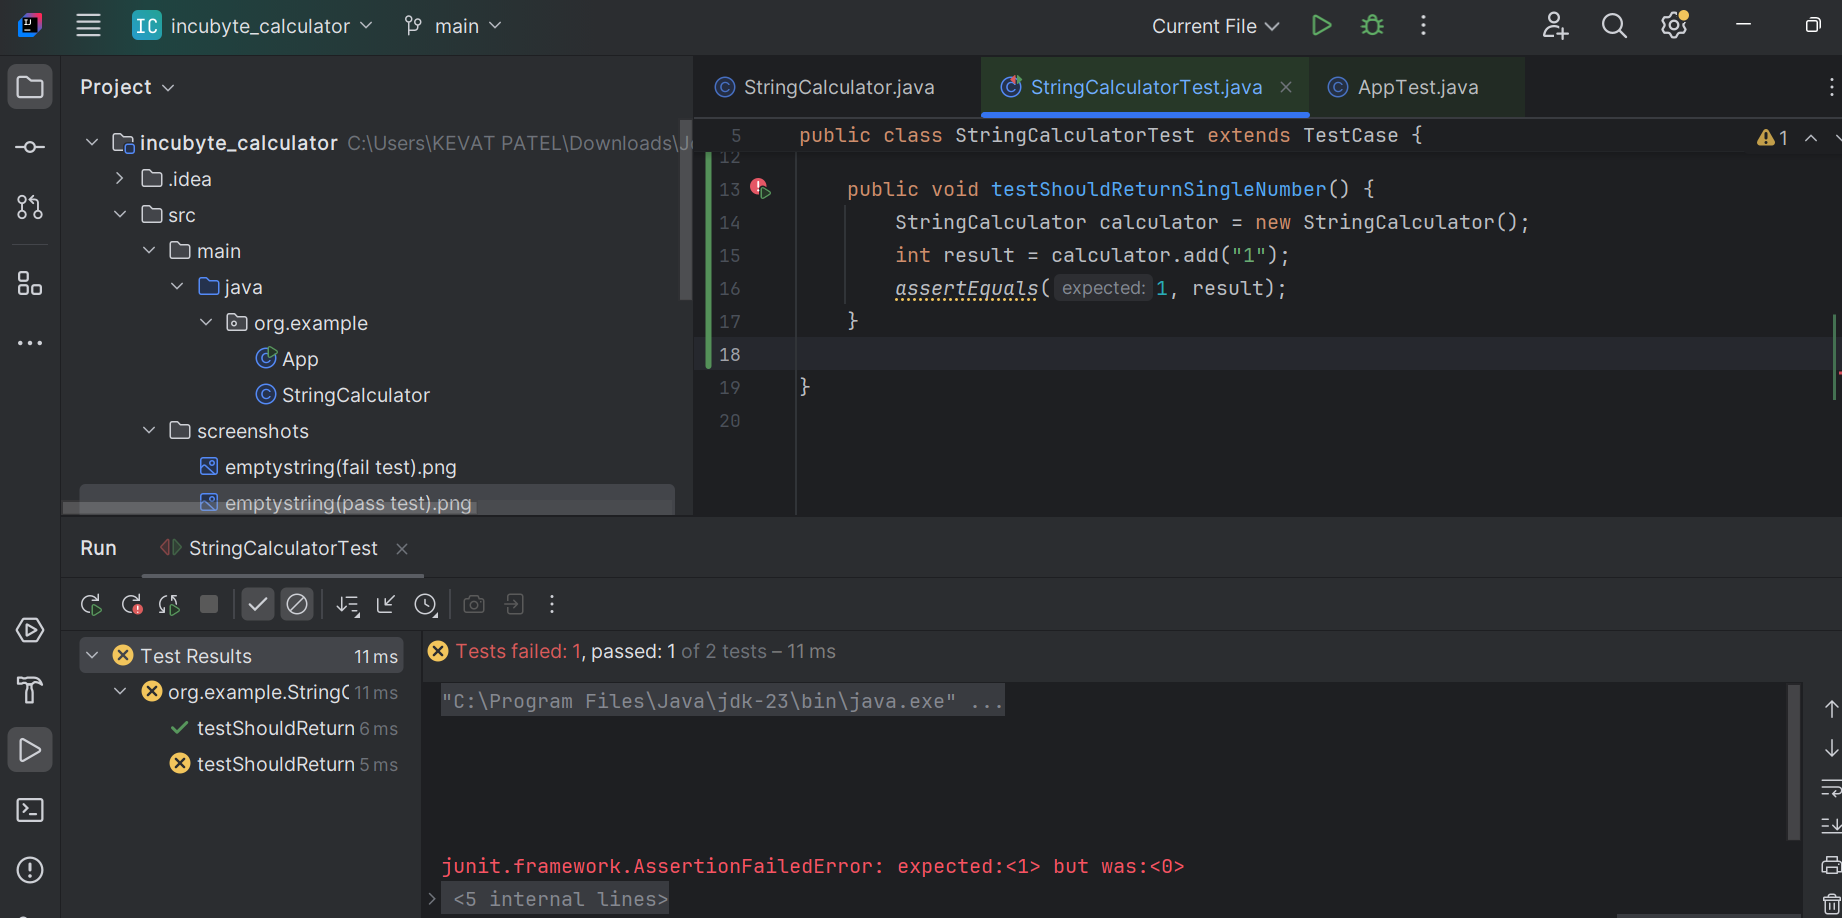 IC incubyte_calculator main Current File
Project
incubyte_calculator C:\Users\KEVAT PATEL\Downloads\
.idea
src
main
java
org.example
App
StringCalculator
screenshots
emptystring(fail test).png
emptystring(pass test).png
StringCalculator.java StringCalculatorTest.java AppTest.java
5 public class StringCalculatorTest extends TestCase { 1
12
13 public void testShouldReturnSingleNumber() {
14 StringCalculator calculator = new StringCalculator();
15 int result = calculator.add("1");
16 assertEquals( expected: 1, result);
17 }
18
19 }
20
Run StringCalculatorTest
Test Results 11 ms
org.example.StringC 11 ms
testShouldReturn 6 ms
testShouldReturn 5 ms
Tests failed: 1, passed: 1 of 2 tests – 11 ms
"C:\Program Files\Java\jdk-23\bin\java.exe" ...
junit.framework.AssertionFailedError: expected:<1> but was:<0>
<5 internal lines>